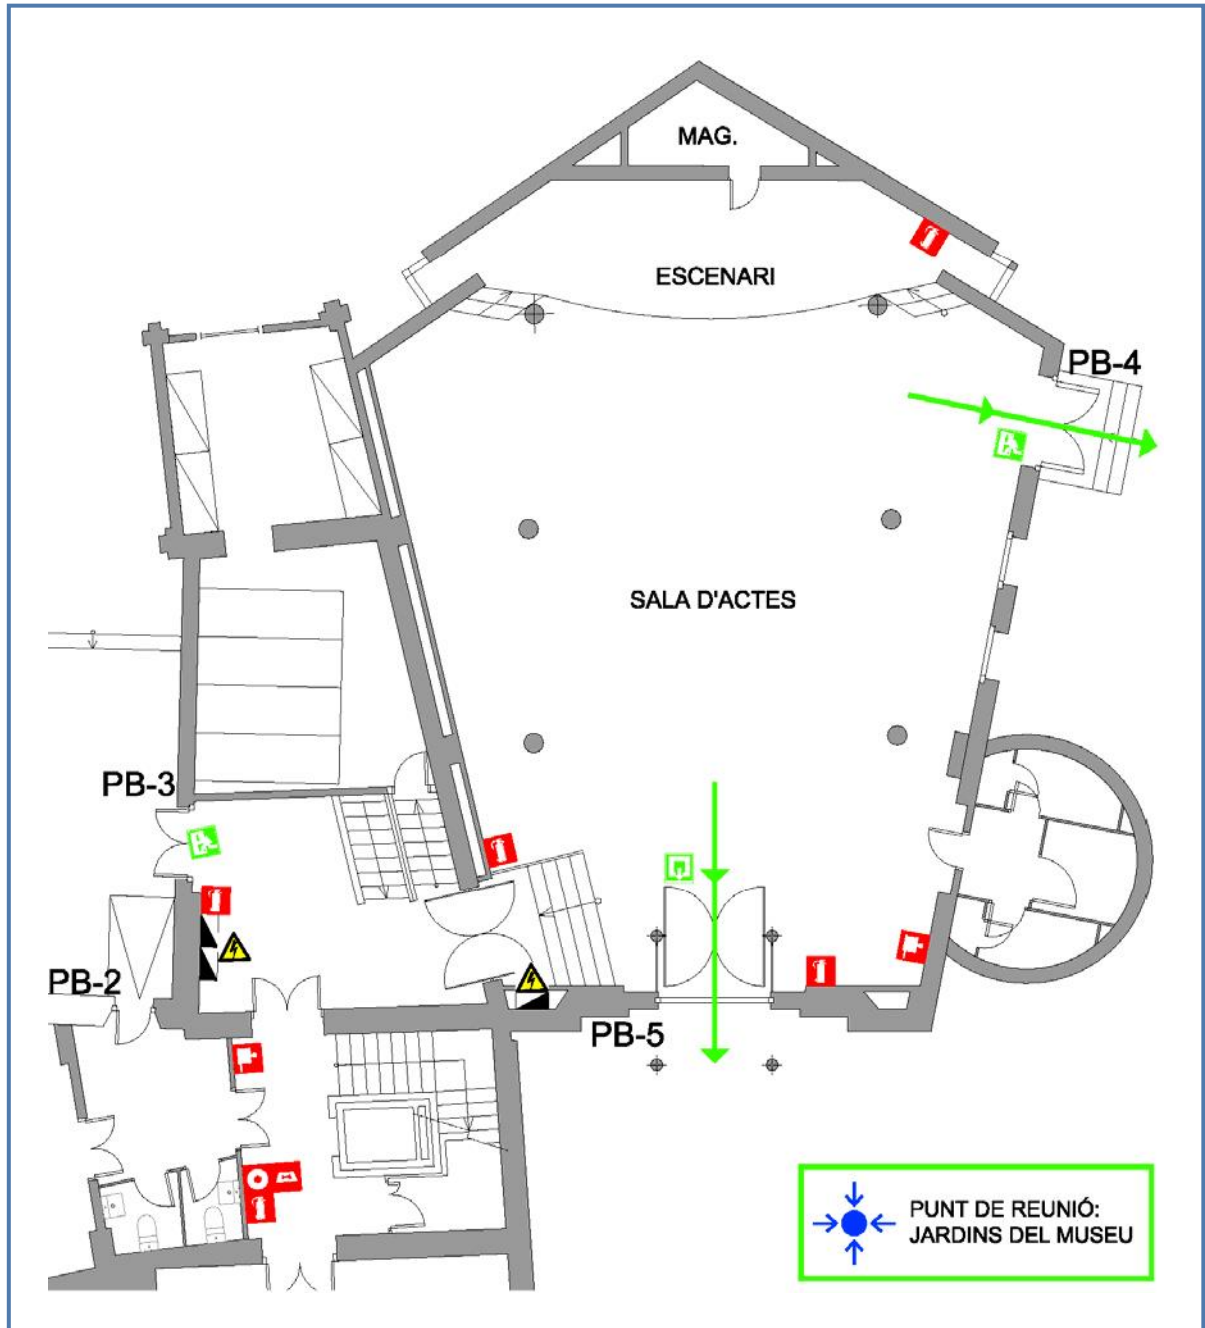 MAG.
ESCENARI
PB-4
SALA D'ACTES
PB-3
PB-2
PB-5
PUNT DE REUNIÓ:
JARDINS DEL MUSEU